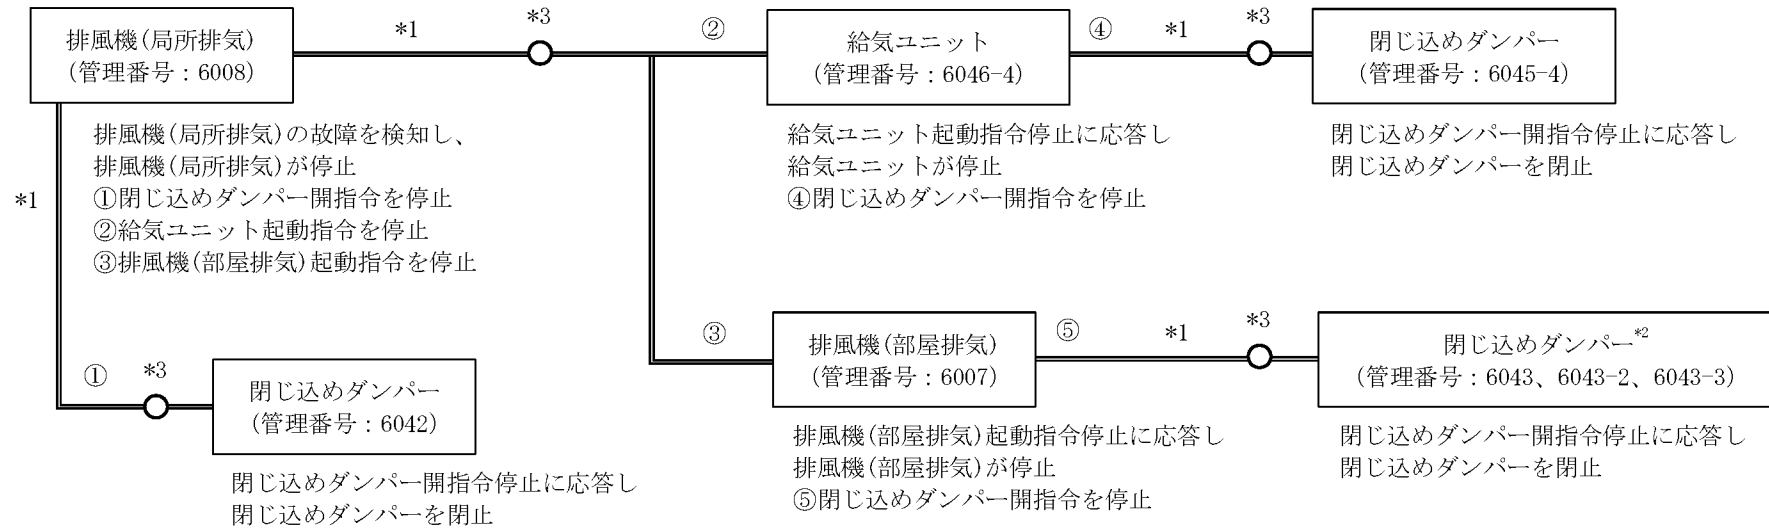 排風機(局所排気)
(管理番号：6008)
*1
*3
②
給気ユニット
(管理番号：6046-4)
④
*1
*3
閉じ込めダンパー
(管理番号：6045-4)
排風機(局所排気)の故障を検知し、
排風機(局所排気)が停止
①閉じ込めダンパー開指令を停止
②給気ユニット起動指令を停止
③排風機(部屋排気)起動指令を停止
給気ユニット起動指令停止に応答し
給気ユニットが停止
④閉じ込めダンパー開指令を停止
閉じ込めダンパー開指令停止に応答し
閉じ込めダンパーを閉止
*1
①
*3
閉じ込めダンパー
(管理番号：6042)
閉じ込めダンパー開指令停止に応答し
閉じ込めダンパーを閉止
③
排風機(部屋排気)
(管理番号：6007)
⑤
*1
*3
閉じ込めダンパー*2
(管理番号：6043、6043-2、6043-3)
排風機(部屋排気)起動指令停止に応答し
排風機(部屋排気)が停止
⑤閉じ込めダンパー開指令を停止
閉じ込めダンパー開指令停止に応答し
閉じ込めダンパーを閉止